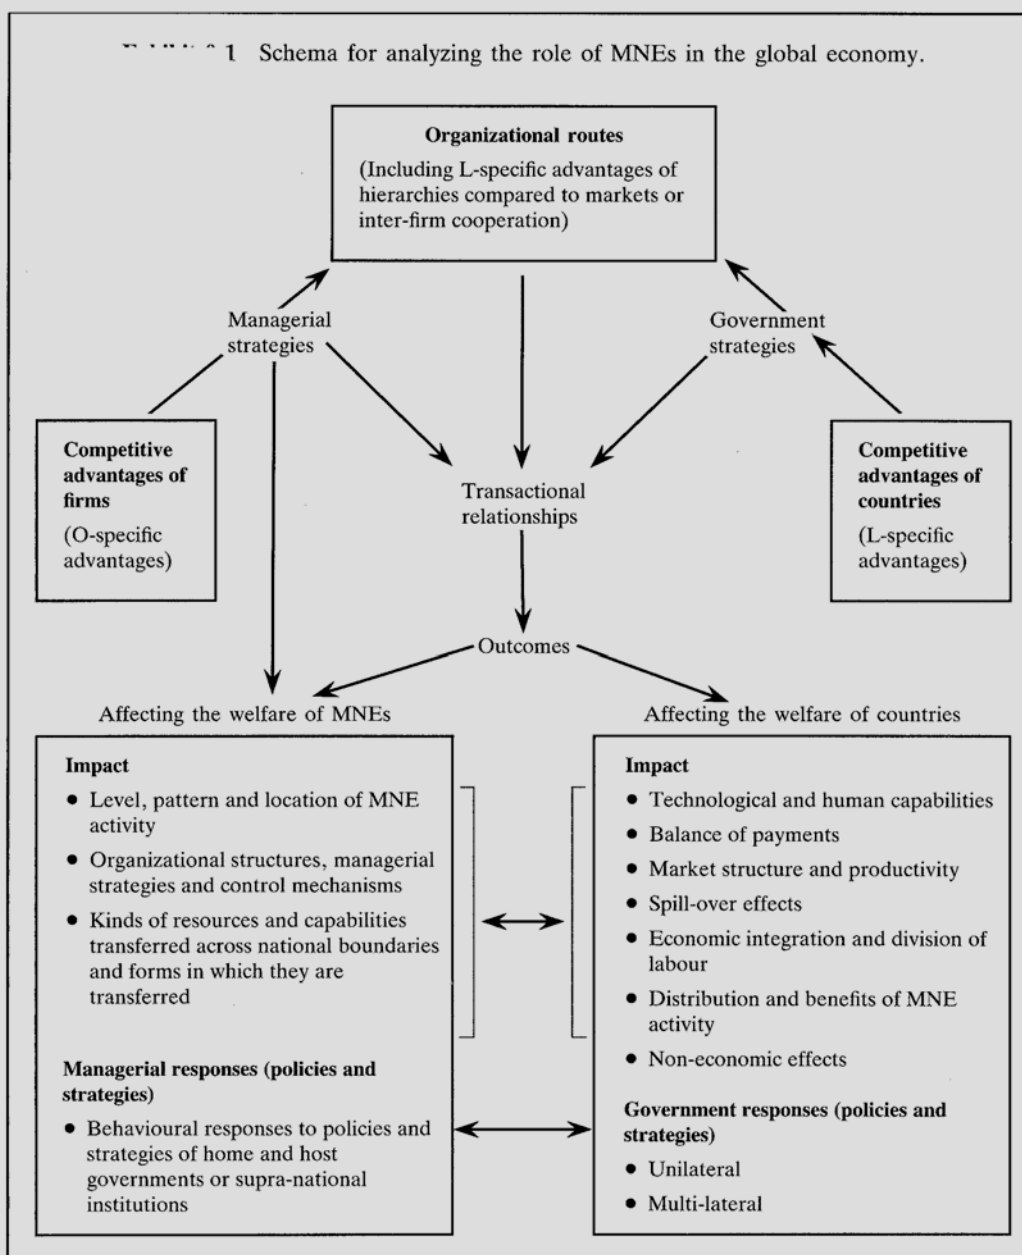 1 Schema for analyzing the role of MNEs in the global economy.
Organizational routes
(Including L-specific advantages of
hierarchies compared to markets or
inter-firm cooperation)
Managerial
strategies
Government
strategies
Competitive
advantages of
firms
(O-specific
advantages)
Transactional
relationships
Competitive
advantages of
countries
(L-specific
advantages)
Outcomes
Affecting the welfare of MNEs
Affecting the welfare of countries
Impact
● Level, pattern and location of MNE
activity
● Organizational structures, managerial
strategies and control mechanisms
● Kinds of resources and capabilities
transferred across national boundaries
and forms in which they are
transferred
Managerial responses (policies and
strategies)
● Behavioural responses to policies and
strategies of home and host
governments or supra-national
institutions
Impact
● Technological and human capabilities
● Balance of payments
● Market structure and productivity
● Spill-over effects
● Economic integration and division of
labour
● Distribution and benefits of MNE
activity
● Non-economic effects
Government responses (policies and
strategies)
● Unilateral
● Multi-lateral